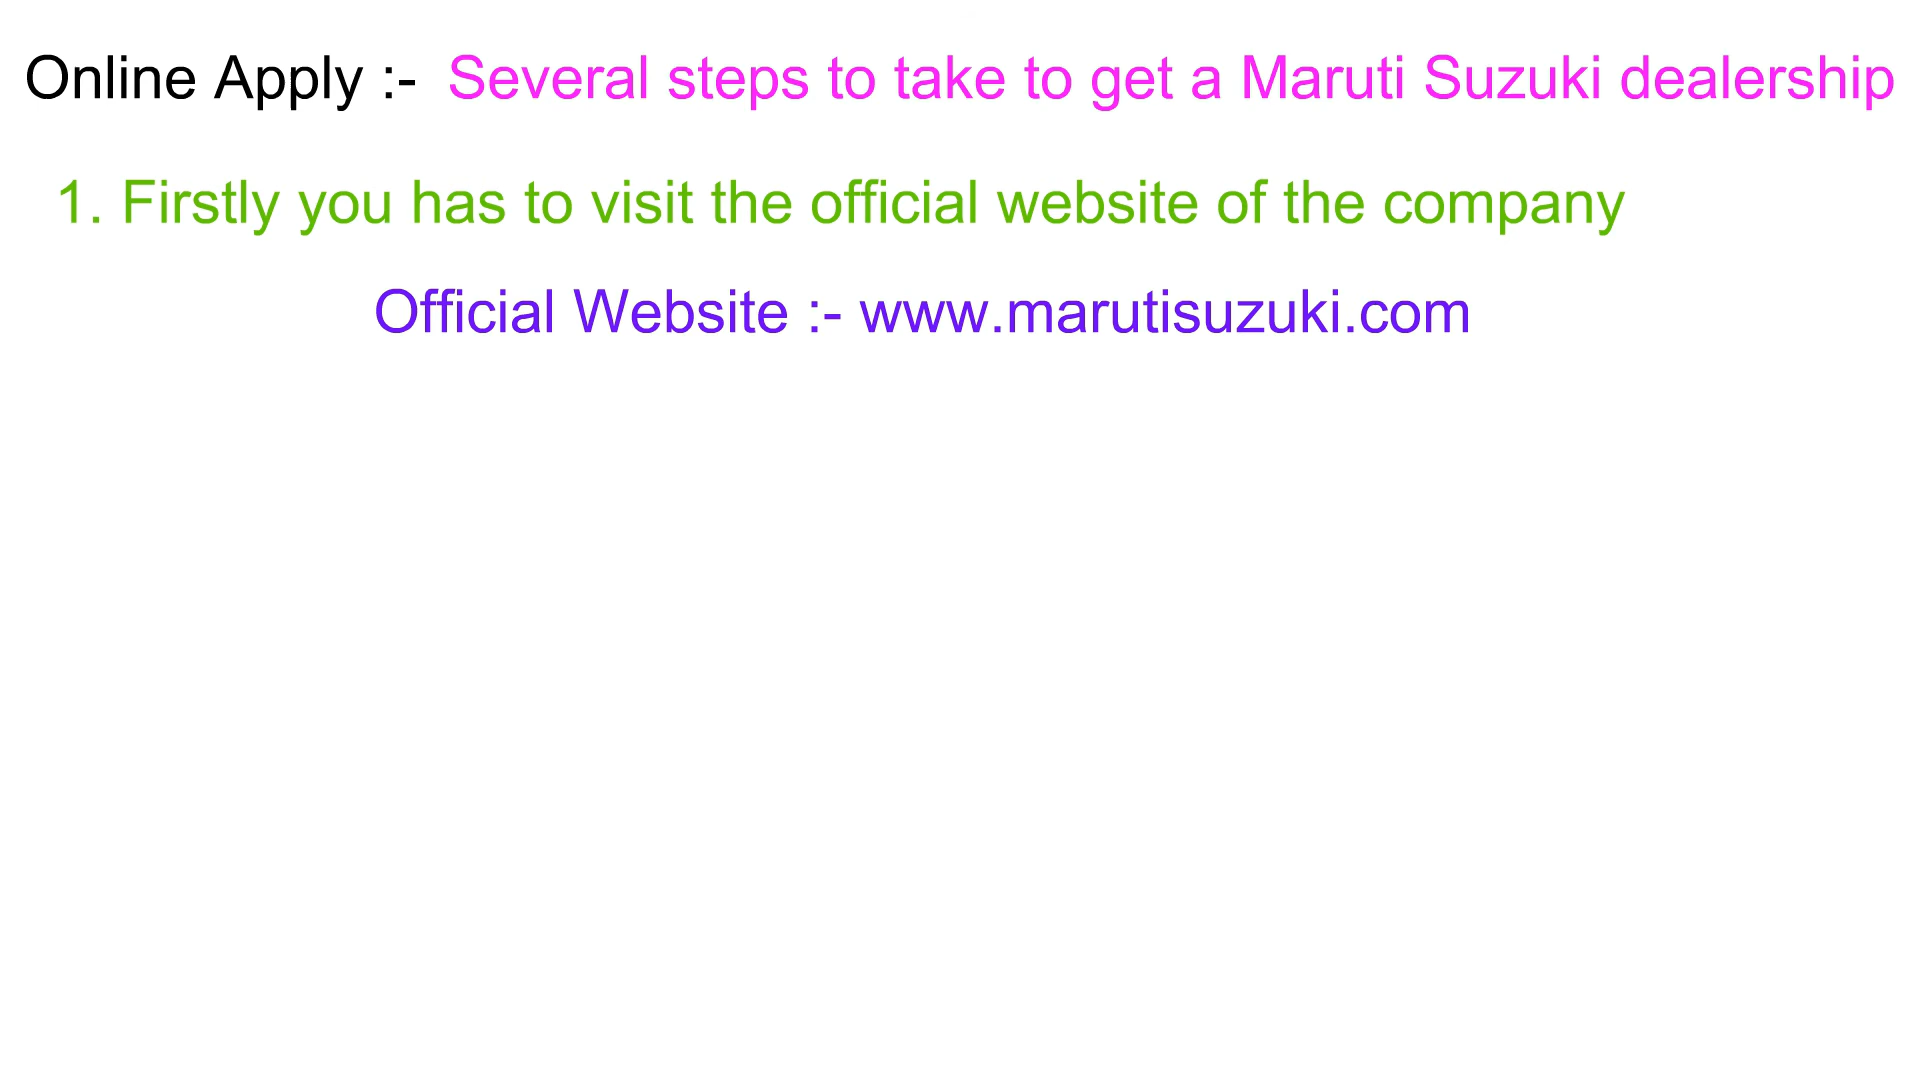 Online Apply :- Several steps to take to get a Maruti Suzuki dealership
1. Firstly you has to visit the official website of the company
Official Website :- www.marutisuzuki.com